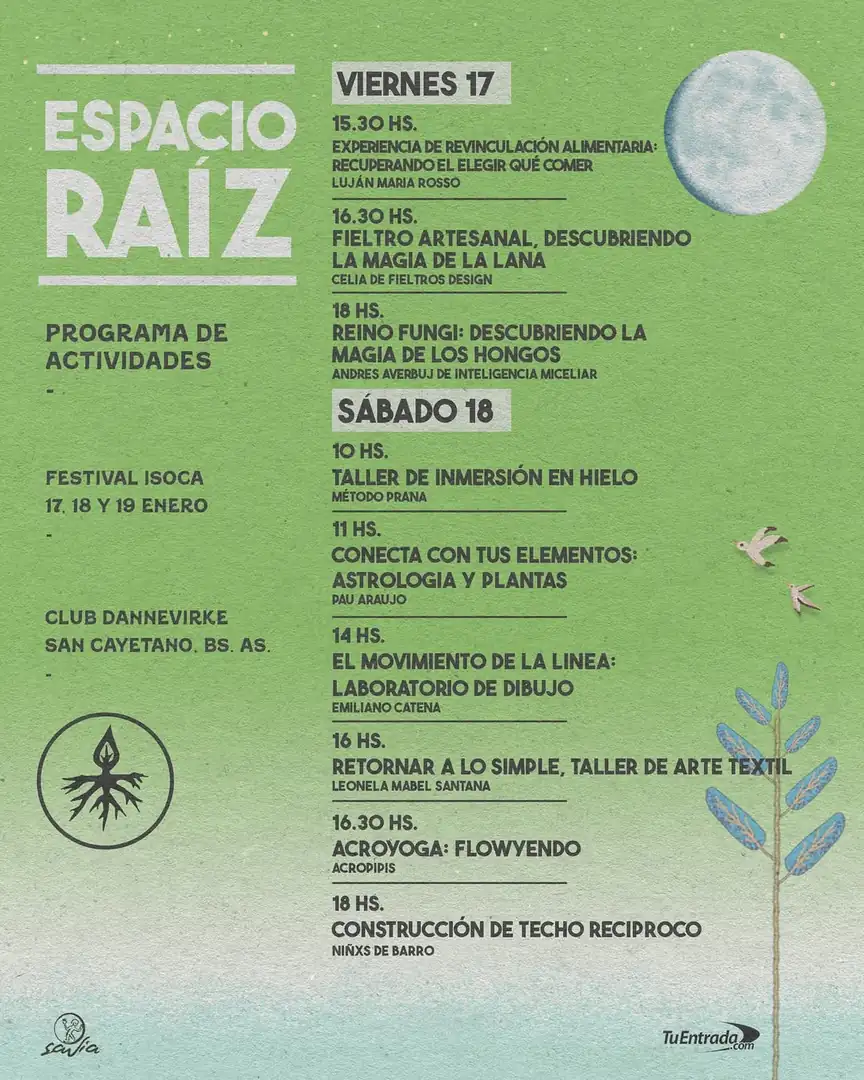 ESPACIO
RAÍZ
PROGRAMA DE
ACTIVIDADES
-
FESTIVAL ISOCA
17, 18 Y 19 ENERO
-
CLUB DANNEVIRKE
SAN CAYETANO, BS. AS.
-
VIERNES 17
15.30 HS.
EXPERIENCIA DE REVINCULACIÓN ALIMENTARIA:
RECUPERANDO EL ELEGIR QUÉ COMER
LUJÁN MARIA ROSSO
16.30 HS.
FIELTRO ARTESANAL, DESCUBRIENDO
LA MAGIA DE LA LANA
CELIA DE FIELTROS DESIGN
18 HS.
REINO FUNGI: DESCUBRIENDO LA
MAGIA DE LOS HONGOS
ANDRES AVERBUJ DE INTELIGENCIA MICELIAR
SÁBADO 18
10 HS.
TALLER DE INMERSIÓN EN HIELO
MÉTODO PRANA
11 HS.
CONECTA CON TUS ELEMENTOS:
ASTROLOGIA Y PLANTAS
PAU ARAUJO
14 HS.
EL MOVIMIENTO DE LA LINEA:
LABORATORIO DE DIBUJO
EMILIANO CATENA
16 HS.
RETORNAR A LO SIMPLE, TALLER DE ARTE TEXTIL
LEONELA MABEL SANTANA
16.30 HS.
ACROYOGA: FLOWYENDO
ACROPIPIS
18 HS.
CONSTRUCCIÓN DE TECHO RECIPROCO
NIÑXS DE BARRO
savia
TuEntrada
.com